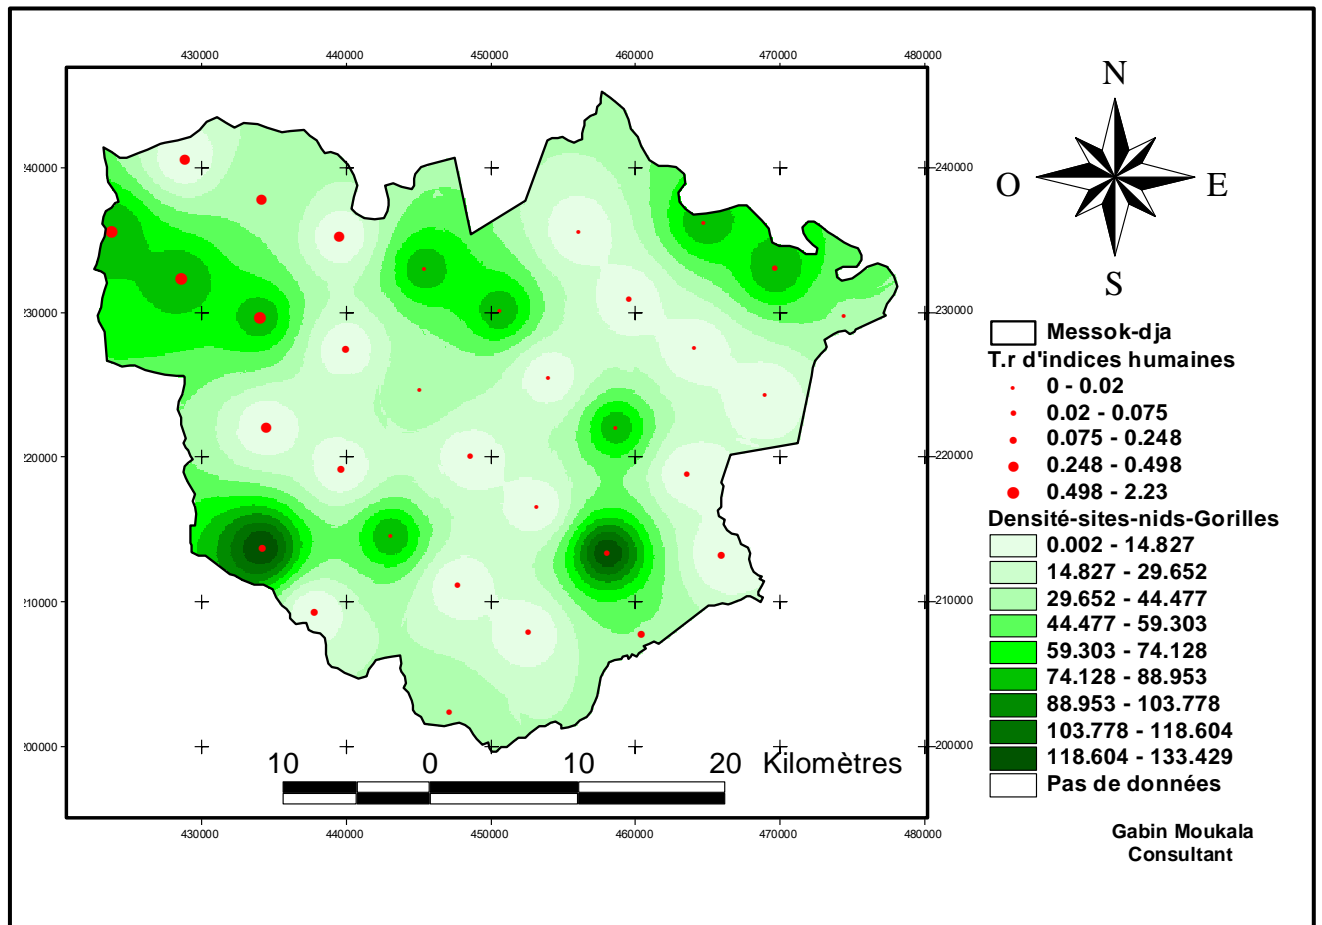 430000 440000 450000 460000 470000 480000
240000 240000
230000 230000
220000 220000
210000 210000
200000 200000
10 0 10 20 Kilomètres
430000 440000 450000 460000 470000 480000
N
O E
S
Messok-dja
T.r d'indices humaines
0 - 0.02
0.02 - 0.075
0.075 - 0.248
0.248 - 0.498
0.498 - 2.23
Densité-sites-nids-Gorilles
0.002 - 14.827
14.827 - 29.652
29.652 - 44.477
44.477 - 59.303
59.303 - 74.128
74.128 - 88.953
88.953 - 103.778
103.778 - 118.604
118.604 - 133.429
Pas de données
Gabin Moukala
Consultant